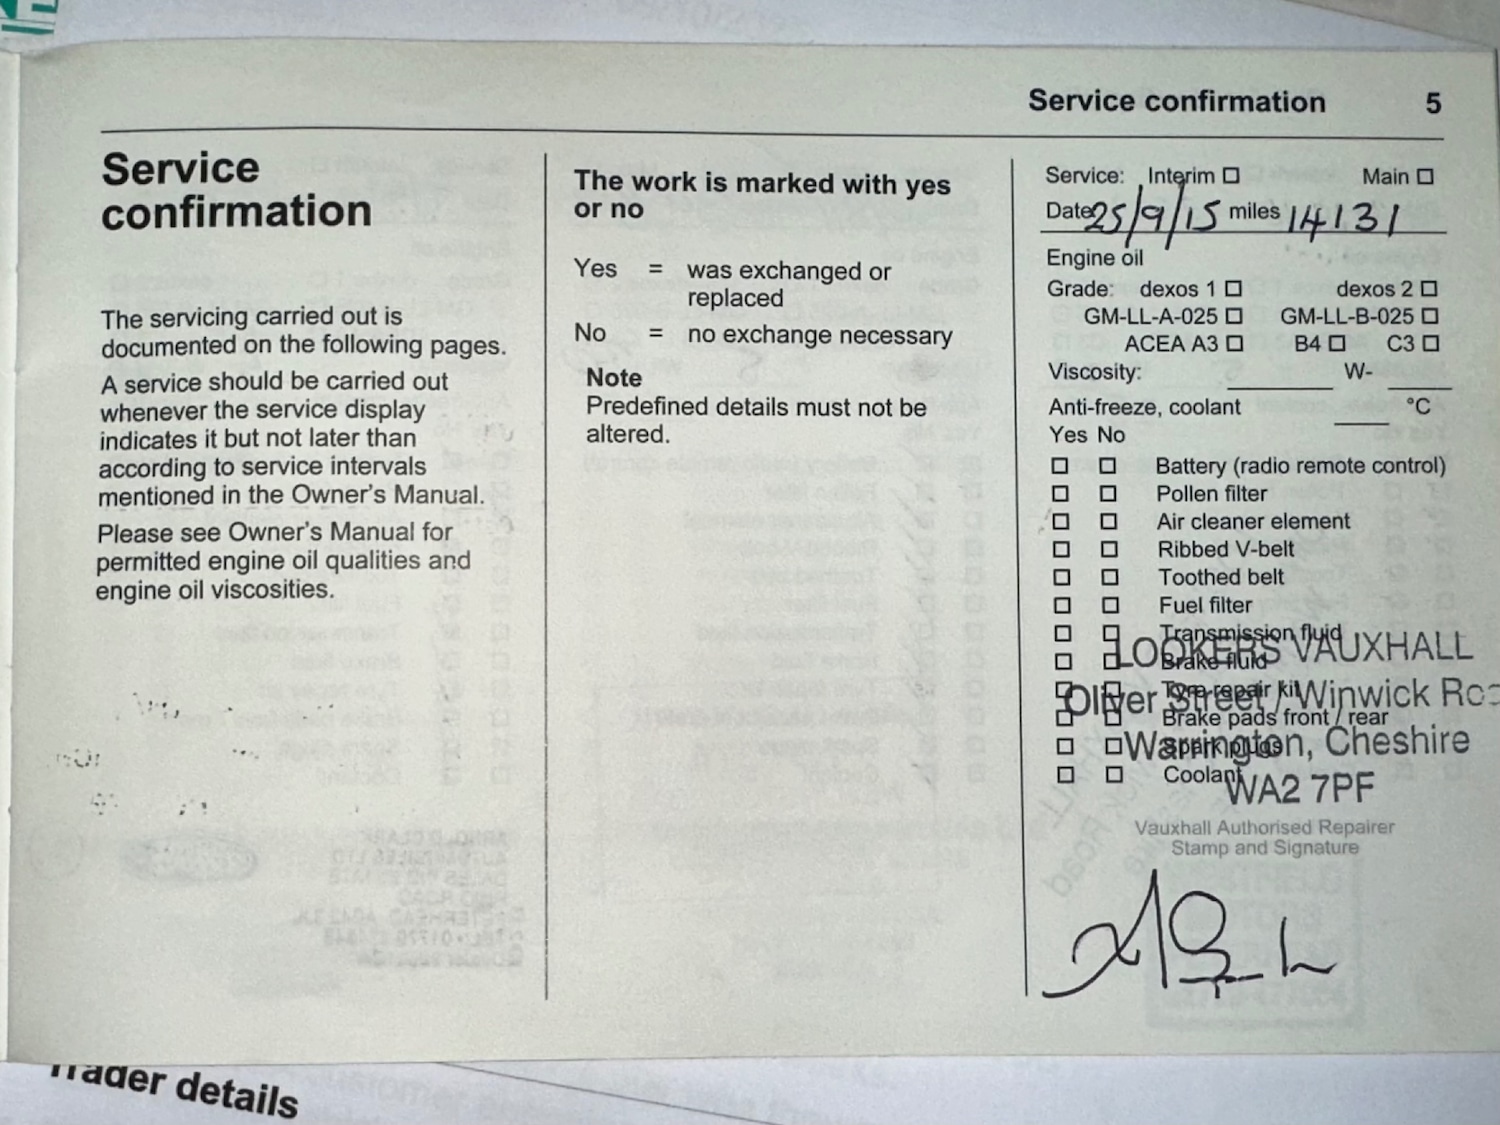 Service confirmation 5
Service
confirmation
The servicing carried out is
documented on the following pages.
A service should be carried out
whenever the service display
indicates it but not later than
according to service intervals
mentioned in the Owner's Manual.
Please see Owner's Manual for
permitted engine oil qualities and
engine oil viscosities.
The work is marked with yes
or no
Yes = was exchanged or
replaced
No = no exchange necessary
Note
Predefined details must not be
altered.
Service: Interim □ Main □
Date 25/9/15 miles 14131
Engine oil
Grade: dexos 1 □ dexos 2 □
GM-LL-A-025 □ GM-LL-B-025 □
ACEA A3 □ B4 □ C3 □
Viscosity: ____ W- ____
Anti-freeze, coolant ____ °C
Yes No
□ □ Battery (radio remote control)
□ □ Pollen filter
□ □ Air cleaner element
□ □ Ribbed V-belt
□ □ Toothed belt
□ □ Fuel filter
□ □ Transmission fluid
□ □ Brake fluid
□ □ Tyre repair kit
□ □ Brake pads front / rear
□ □ Spark plugs
□ □ Coolant
LOOKERS VAUXHALL
Oliver Street / Winwick Roa
Warrington, Cheshire
WA2 7PF
Vauxhall Authorised Repairer
Stamp and Signature
Trader details